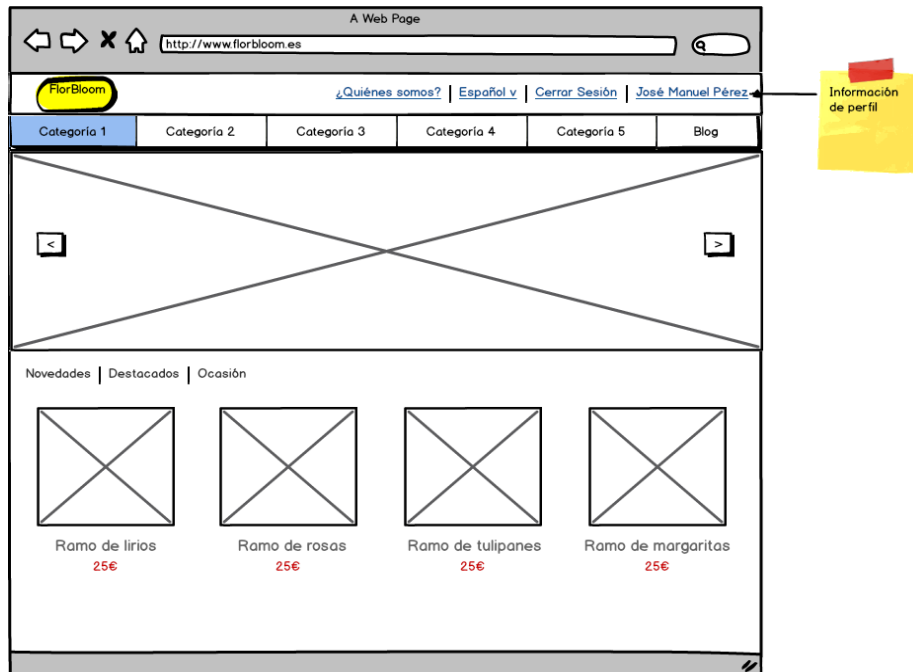 A Web Page
http://www.florbloom.es
FlorBloom
¿Quiénes somos? Español v Cerrar Sesión José Manuel Pérez
Información
de perfil
Categoría 1 Categoría 2 Categoría 3 Categoría 4 Categoría 5 Blog
< >
Novedades Destacados Ocasión
Ramo de lirios Ramo de rosas Ramo de tulipanes Ramo de margaritas
25€ 25€ 25€ 25€